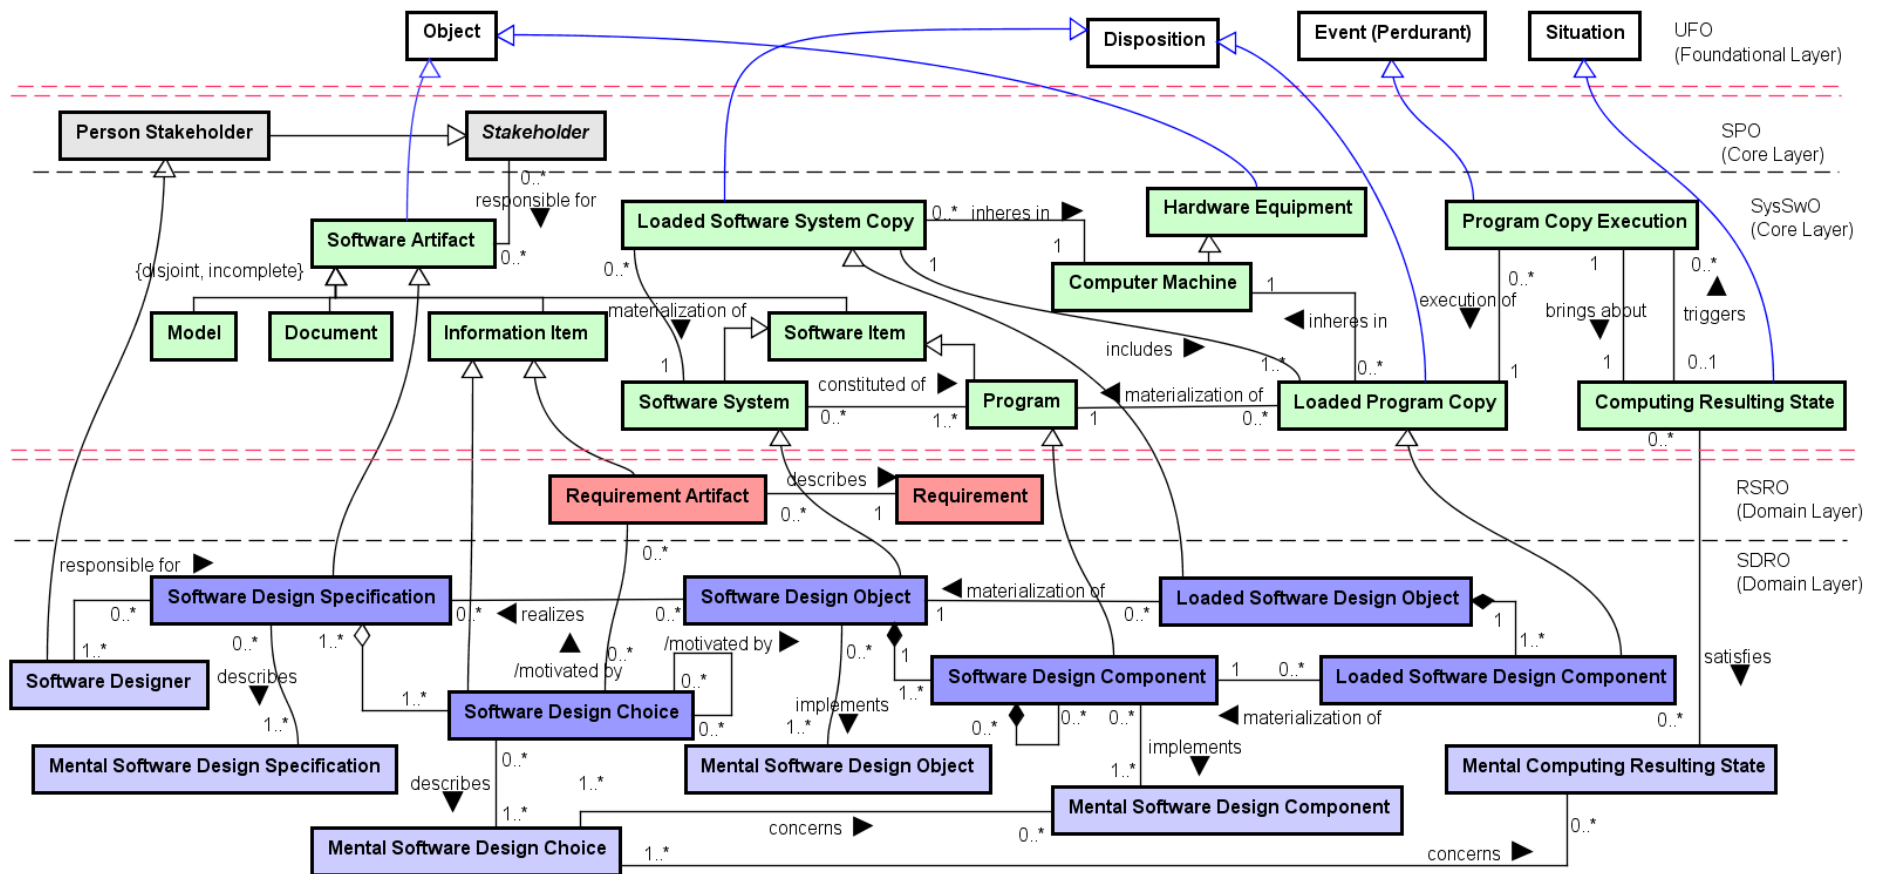 Object
Disposition
Event (Perdurant)
Situation
UFO
(Foundational Layer)
Person Stakeholder
Stakeholder
SPO
(Core Layer)
0..*
responsible for
0..*
Software Artifact
{disjoint, incomplete}
Loaded Software System Copy
0..*
inheres in
1
Hardware Equipment
Computer Machine
Program Copy Execution
SysSwO
(Core Layer)
0..*
1
1
0..*
1
0..*
Model
Document
Information Item
materialization of
Software Item
inheres in
execution of
brings about
triggers
includes
1
1..*
0..*
1
1
0..1
Software System
constituted of
0..*
1..*
Program
materialization of
1
0..*
Loaded Program Copy
Computing Resulting State
0..*
Requirement Artifact
describes
0..*
1
Requirement
RSRO
(Domain Layer)
0..*
SDRO
(Domain Layer)
responsible for
Software Design Specification
0..*
1..*
0..*
realizes
0..*
Software Design Object
1
materialization of
0..*
Loaded Software Design Object
1
1..*
0..*
1..*
/motivated by
0..*
/motivated by
0..*
0..*
0..*
1
1..*
Software Designer
describes
1..*
1..*
Software Design Choice
implements
1..*
Software Design Component
1
0..*
Loaded Software Design Component
materialization of
satisfies
0..*
0..*
0..*
0..*
implements
1..*
Mental Software Design Specification
Mental Software Design Object
Mental Computing Resulting State
0..*
describes
1..*
1..*
Mental Software Design Component
Mental Software Design Choice
concerns
0..*
1..*
concerns
0..*